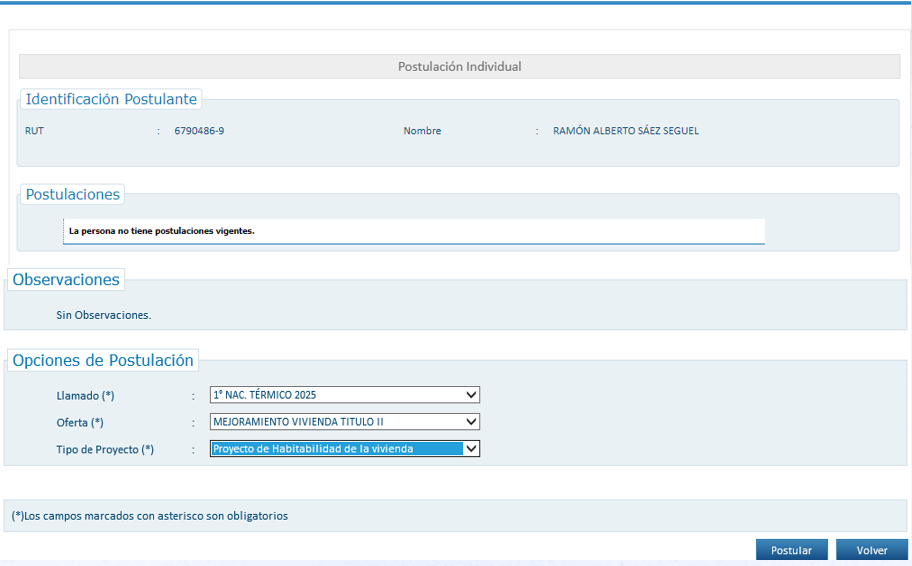 Postulación Individual
Identificación Postulante
RUT : 6790486-9 Nombre : RAMÓN ALBERTO SÁEZ SEGUEL
Postulaciones
La persona no tiene postulaciones vigentes.
Observaciones
Sin Observaciones.
Opciones de Postulación
Llamado (*) : 1° NAC. TÉRMICO 2025
Oferta (*) : MEJORAMIENTO VIVIENDA TITULO II
Tipo de Proyecto (*) : Proyecto de Habitabilidad de la vivienda
(*)Los campos marcados con asterisco son obligatorios
Postular Volver